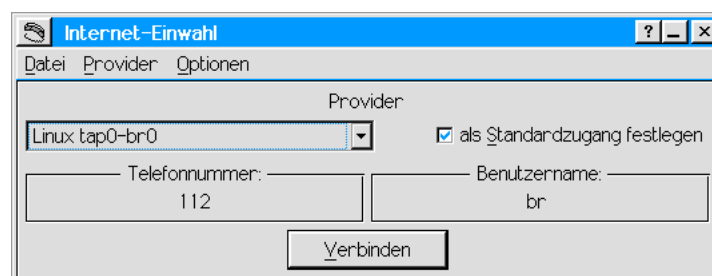 Internet-Einwahl
Datei Provider Optionen
Provider
Linux tap0-br0
als Standardzugang festlegen
Telefonnummer: Benutzername:
112 br
Verbinden